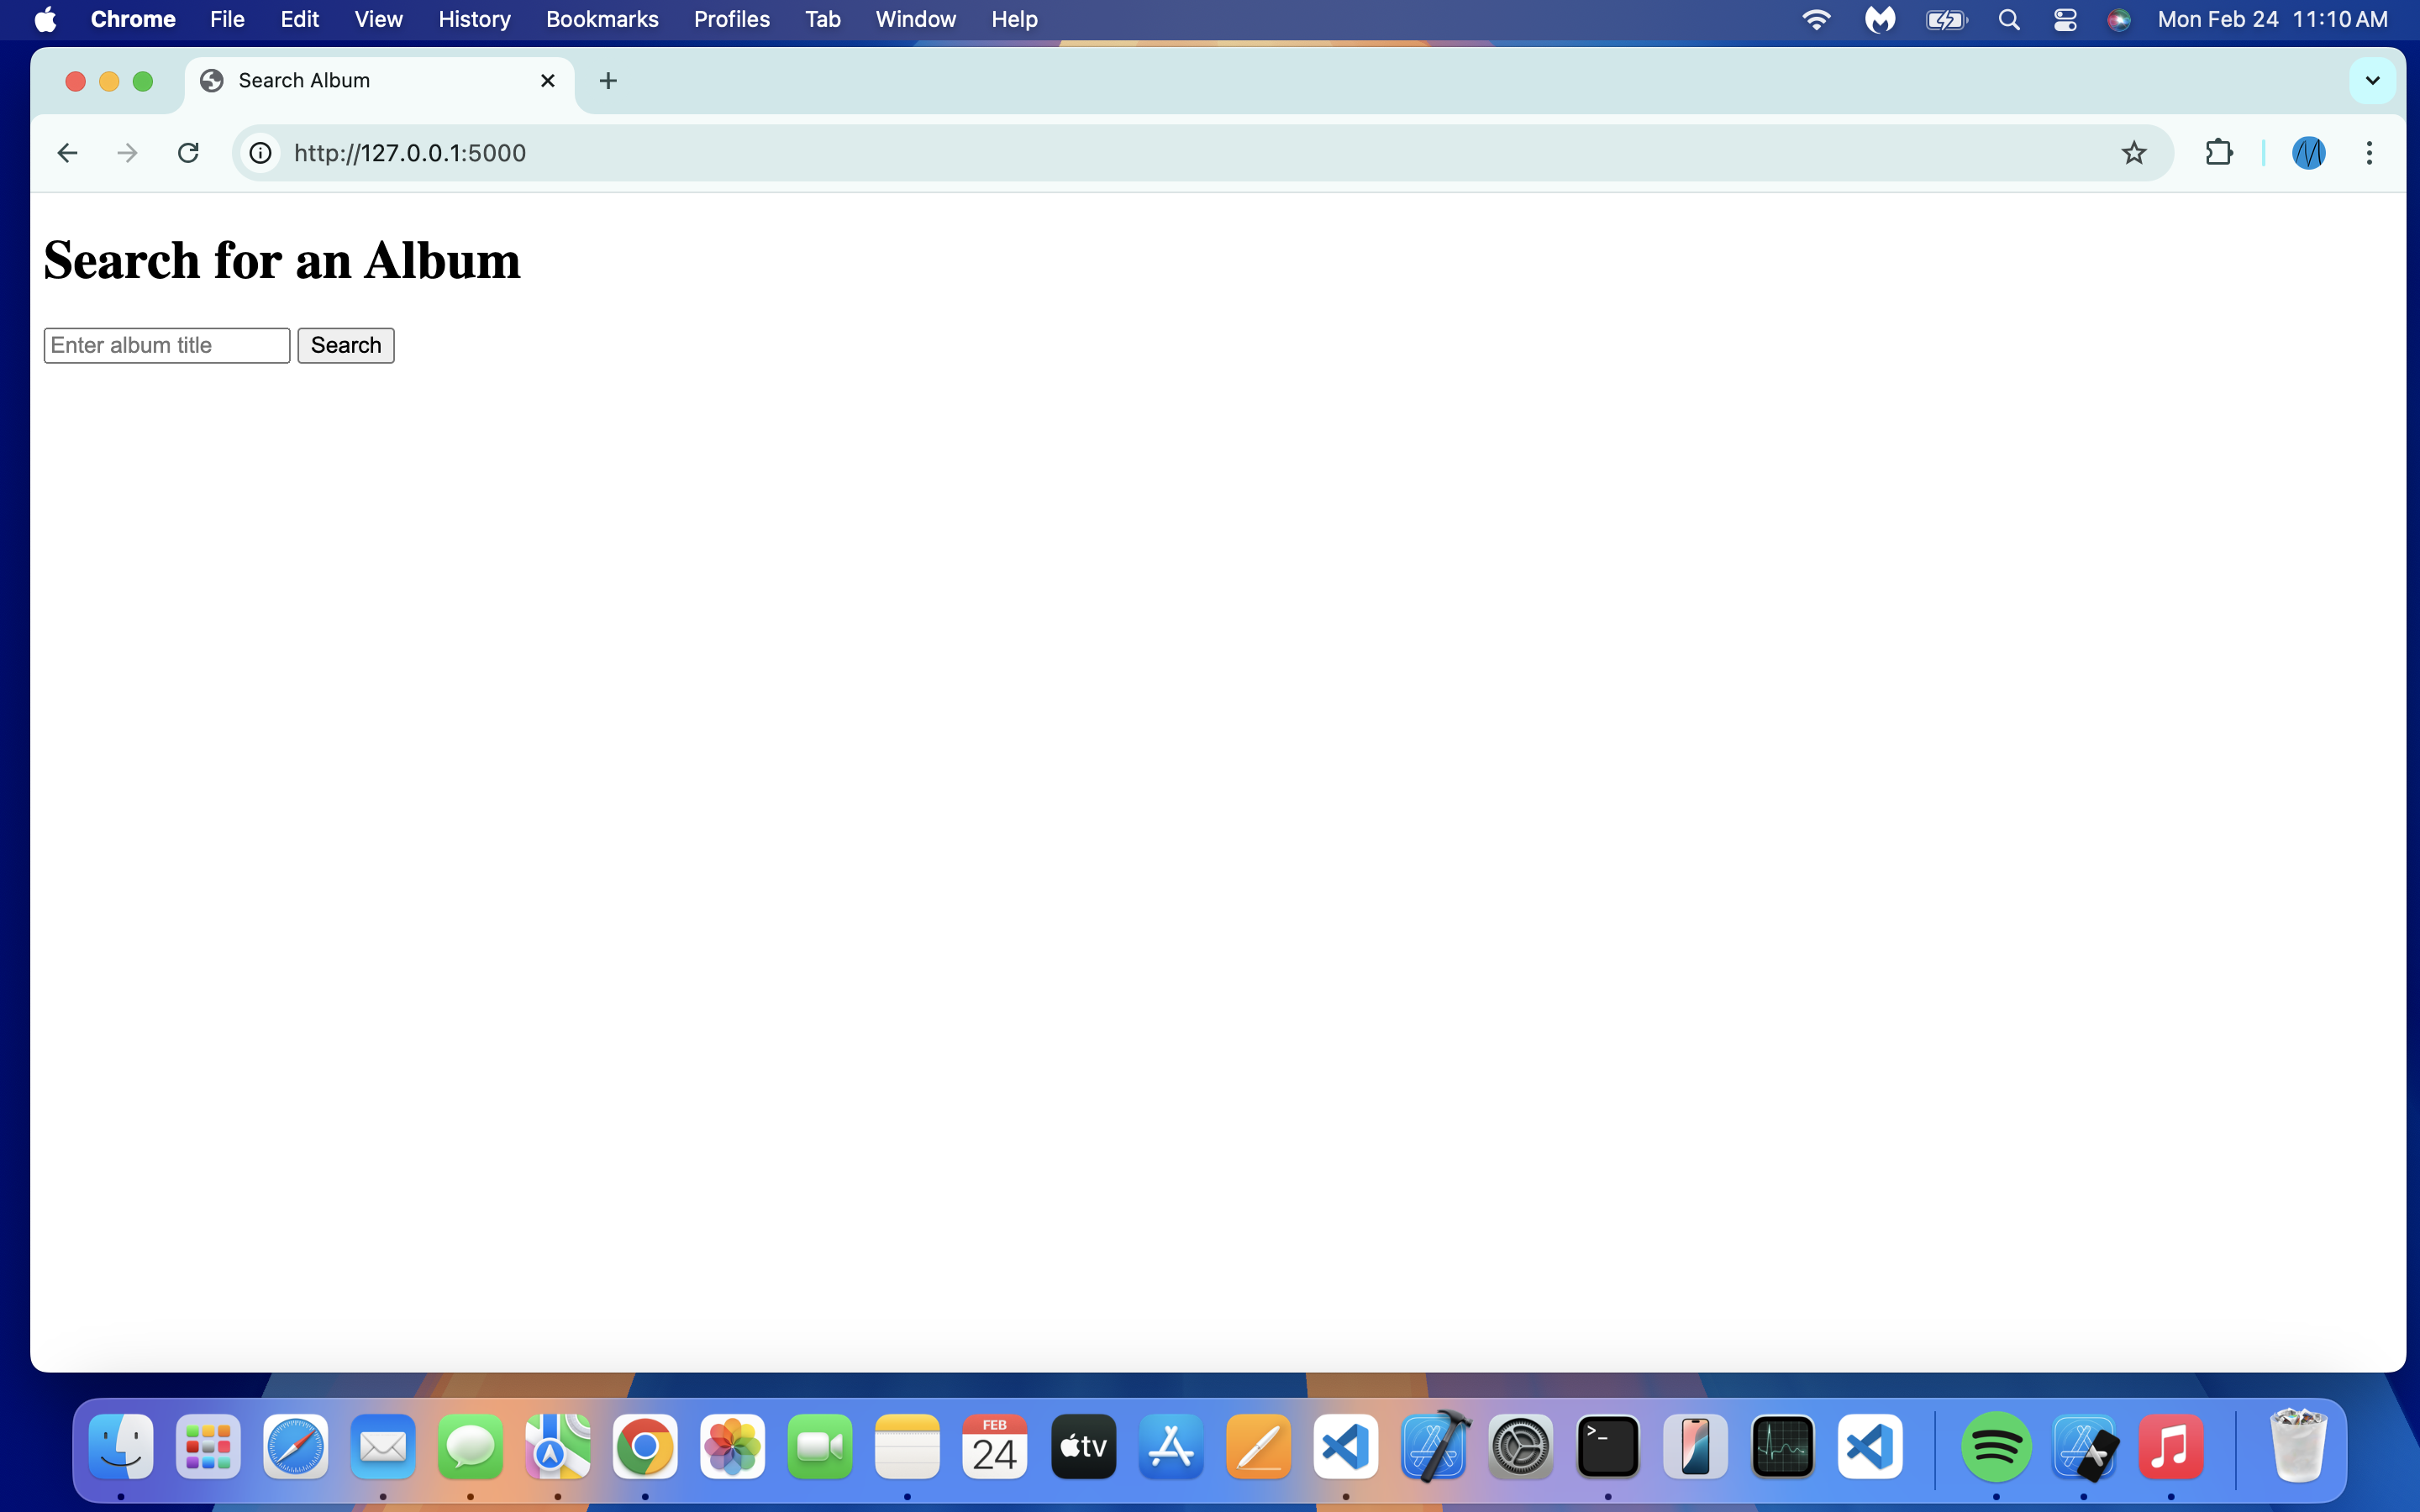 Chrome File Edit View History Bookmarks Profiles Tab Window Help Mon Feb 24 11:10 AM
Search Album
http://127.0.0.1:5000
Search for an Album
Enter album title Search
FEB
24
tv
>_